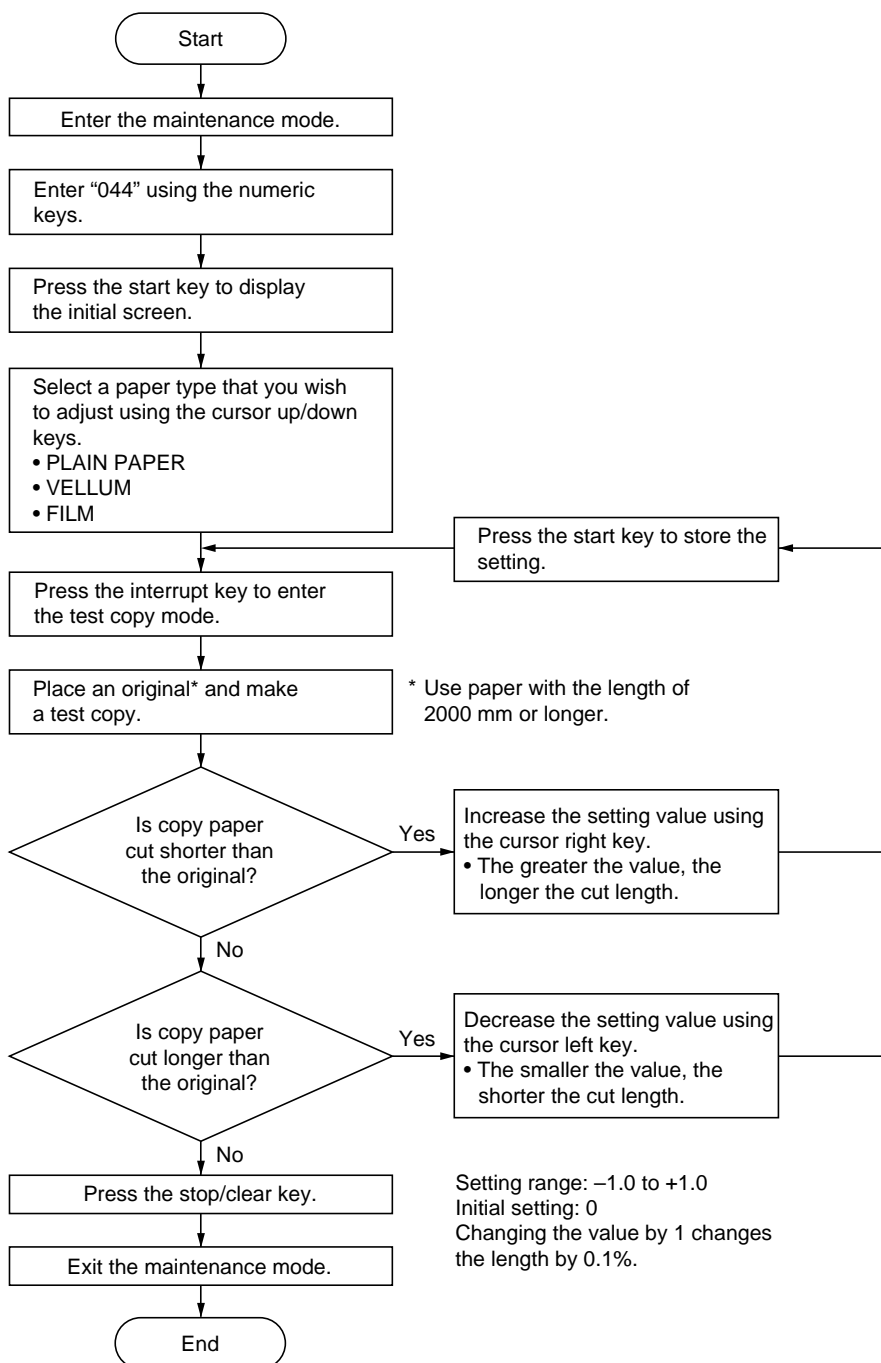 Start
Enter the maintenance mode.
Enter “044” using the numeric
keys.
Press the start key to display
the initial screen.
Select a paper type that you wish
to adjust using the cursor up/down
keys.
• PLAIN PAPER
• VELLUM
• FILM
Press the start key to store the
setting.
Press the interrupt key to enter
the test copy mode.
Place an original* and make
a test copy.
* Use paper with the length of
2000 mm or longer.
Is copy paper
cut shorter than
the original?
Yes
Increase the setting value using
the cursor right key.
• The greater the value, the
longer the cut length.
No
Is copy paper
cut longer than
the original?
Yes
Decrease the setting value using
the cursor left key.
• The smaller the value, the
shorter the cut length.
No
Press the stop/clear key.
Setting range: –1.0 to +1.0
Initial setting: 0
Changing the value by 1 changes
the length by 0.1%.
Exit the maintenance mode.
End